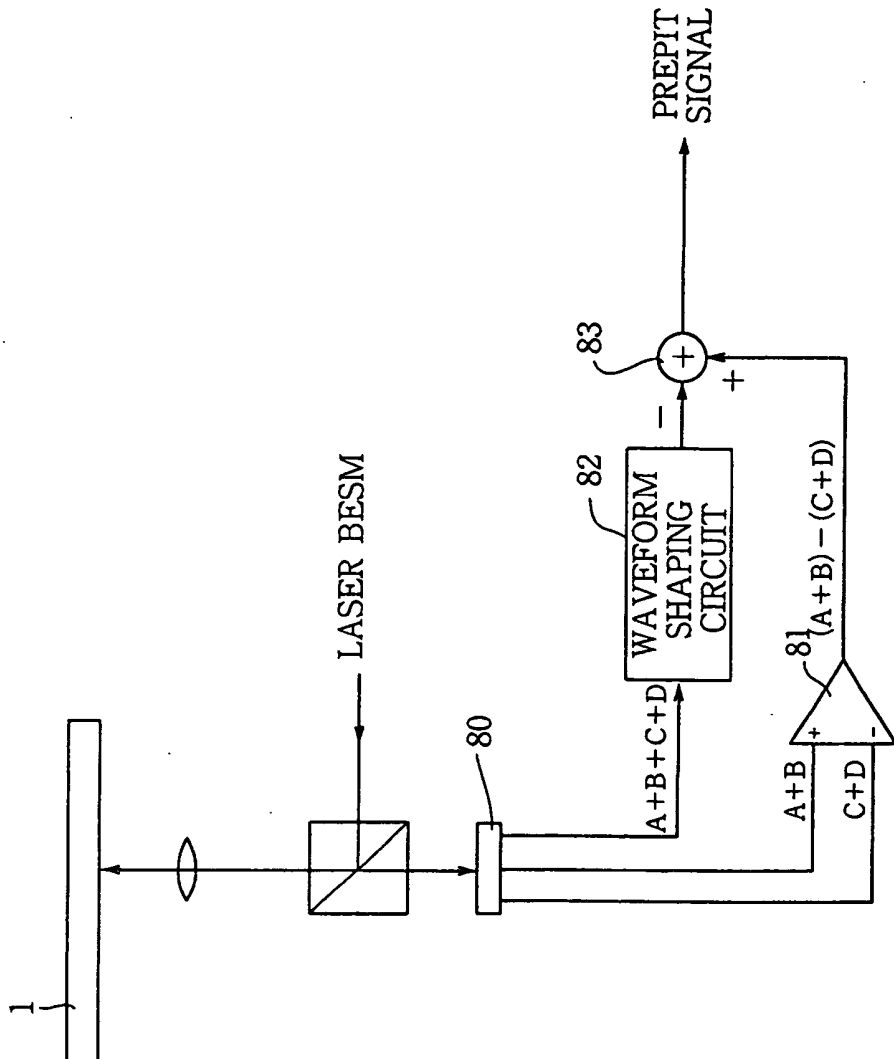 1
LASER BESM
80
A+B+C+D
82
WAVEFORM
SHAPING
CIRCUIT
83
−
+
+
PREPIT
SIGNAL
A+B
C+D
+
-
81
(A+B)−(C+D)